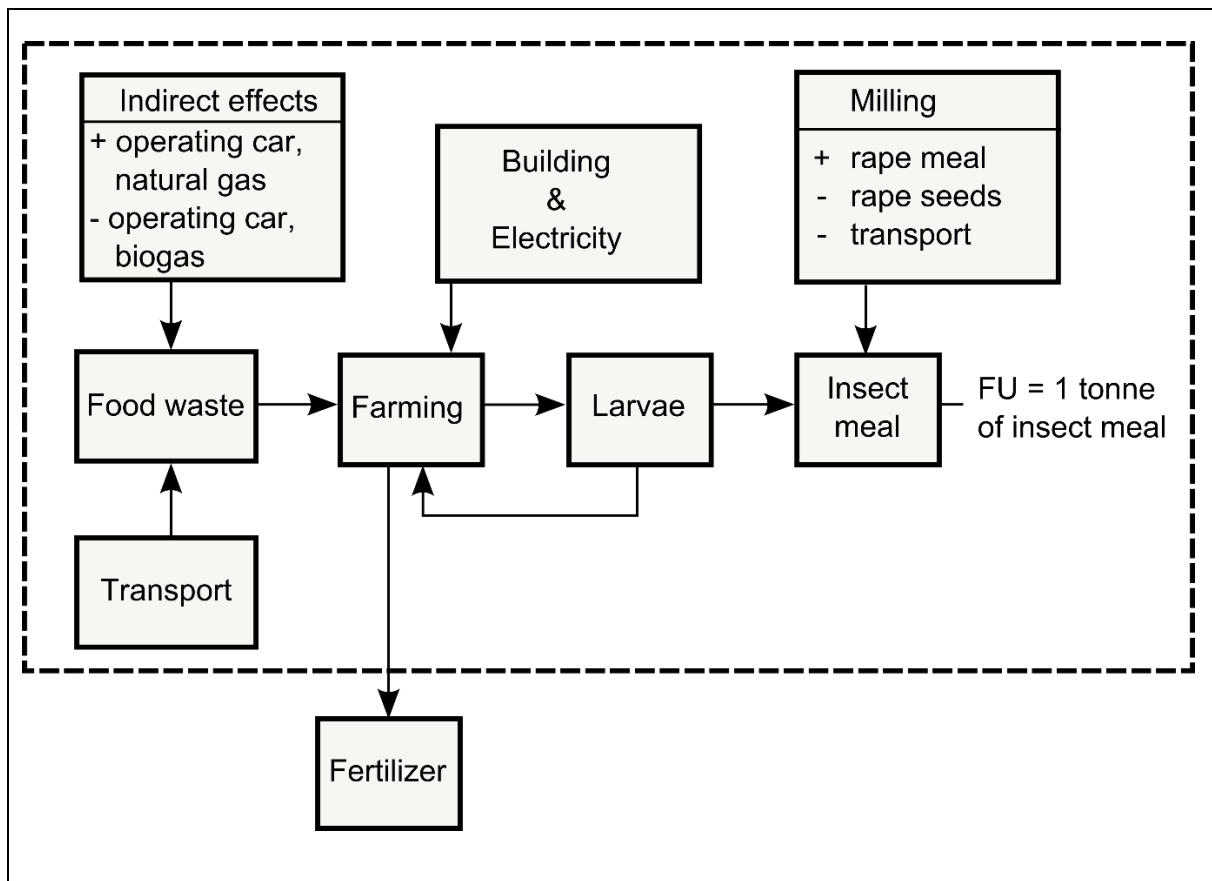 Indirect effects
+ operating car,
natural gas
- operating car,
biogas
Building
&
Electricity
Milling
+ rape meal
- rape seeds
- transport
Food waste
Farming
Larvae
Insect
meal
FU = 1 tonne
of insect meal
Transport
Fertilizer